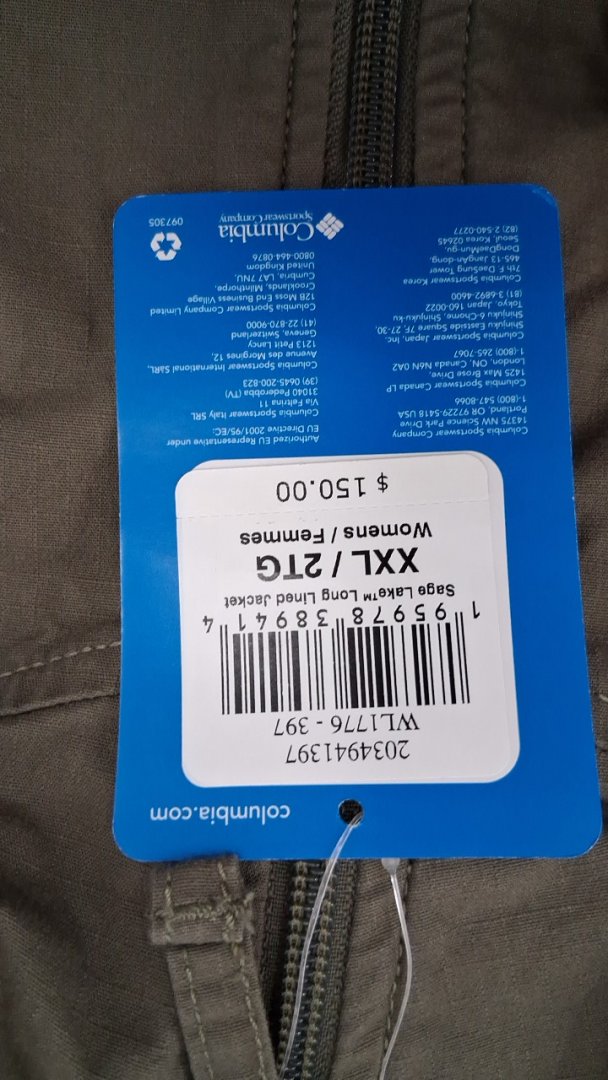 columbia.com
2034941397
WL1776 - 397
1 95978 38941 4
Sage Lake™ Long Lined Jacket
XXL / 2TG
Womens / Femmes
$ 150.00
Columbia Sportswear Company
14375 NW Science Park Drive
Portland, OR 97229-5418 USA
1-(800) 547-8066
Columbia Sportswear Canada LP
1425 Max Brose Drive,
London, ON, Canada N6N 0A2
1-(800) 265-7067
Columbia Sportswear Japan, Inc.
Shinjuku Eastside Square 7F, 27-30,
Shinjuku 6-Chome, Shinjuku-ku,
Tokyo, Japan 160-0022
(81) 3-6892-4600
Columbia Sportswear Korea
7th F DaeSung Tower
465-13 JangAn-dong,
DongDaeMun-gu,
Seoul, Korea 02645
(82) 2-540-0277
Authorized EU Representative under
EU Directive 2001/95/EC:
Columbia Sportswear Italy SRL
Via Feltrina 11
31040 Pederobba (TV)
(39) 0645-200-823
Columbia Sportswear International SàRL,
Avenue des Morgines, 12,
1213 Petit Lancy
Geneva, Switzerland
(41) 22-870-9000
Columbia Sportswear Company Limited
12B Moss End Business Village
Crooklands, Milnthorpe,
Cumbria, LA7 7NU,
United Kingdom
0800-464-0876
Columbia
Sportswear Company
097305